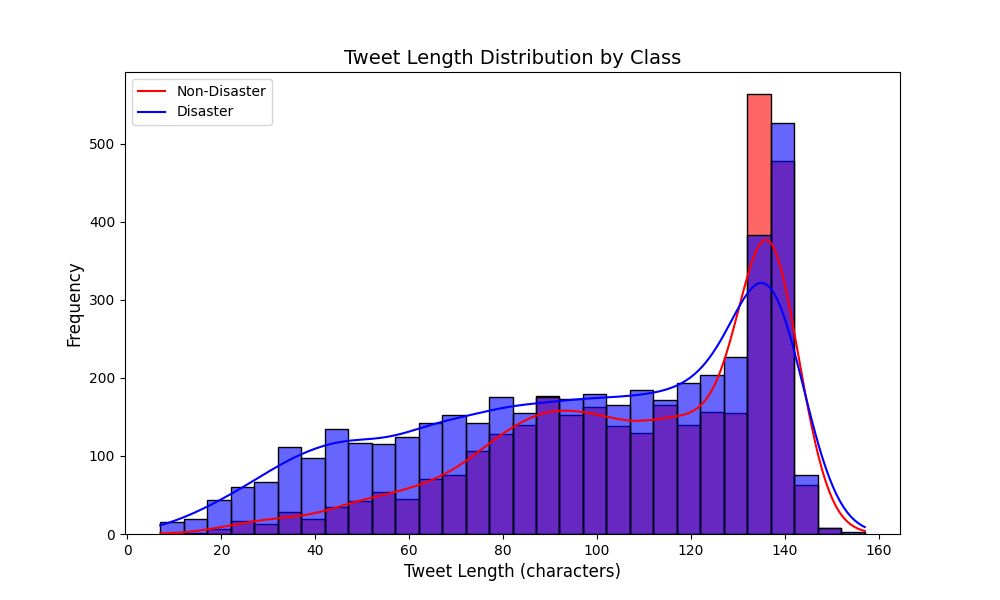 Tweet Length Distribution by Class
Non-Disaster
Disaster
Frequency
500
400
300
200
100
0
0 20 40 60 80 100 120 140 160
Tweet Length (characters)